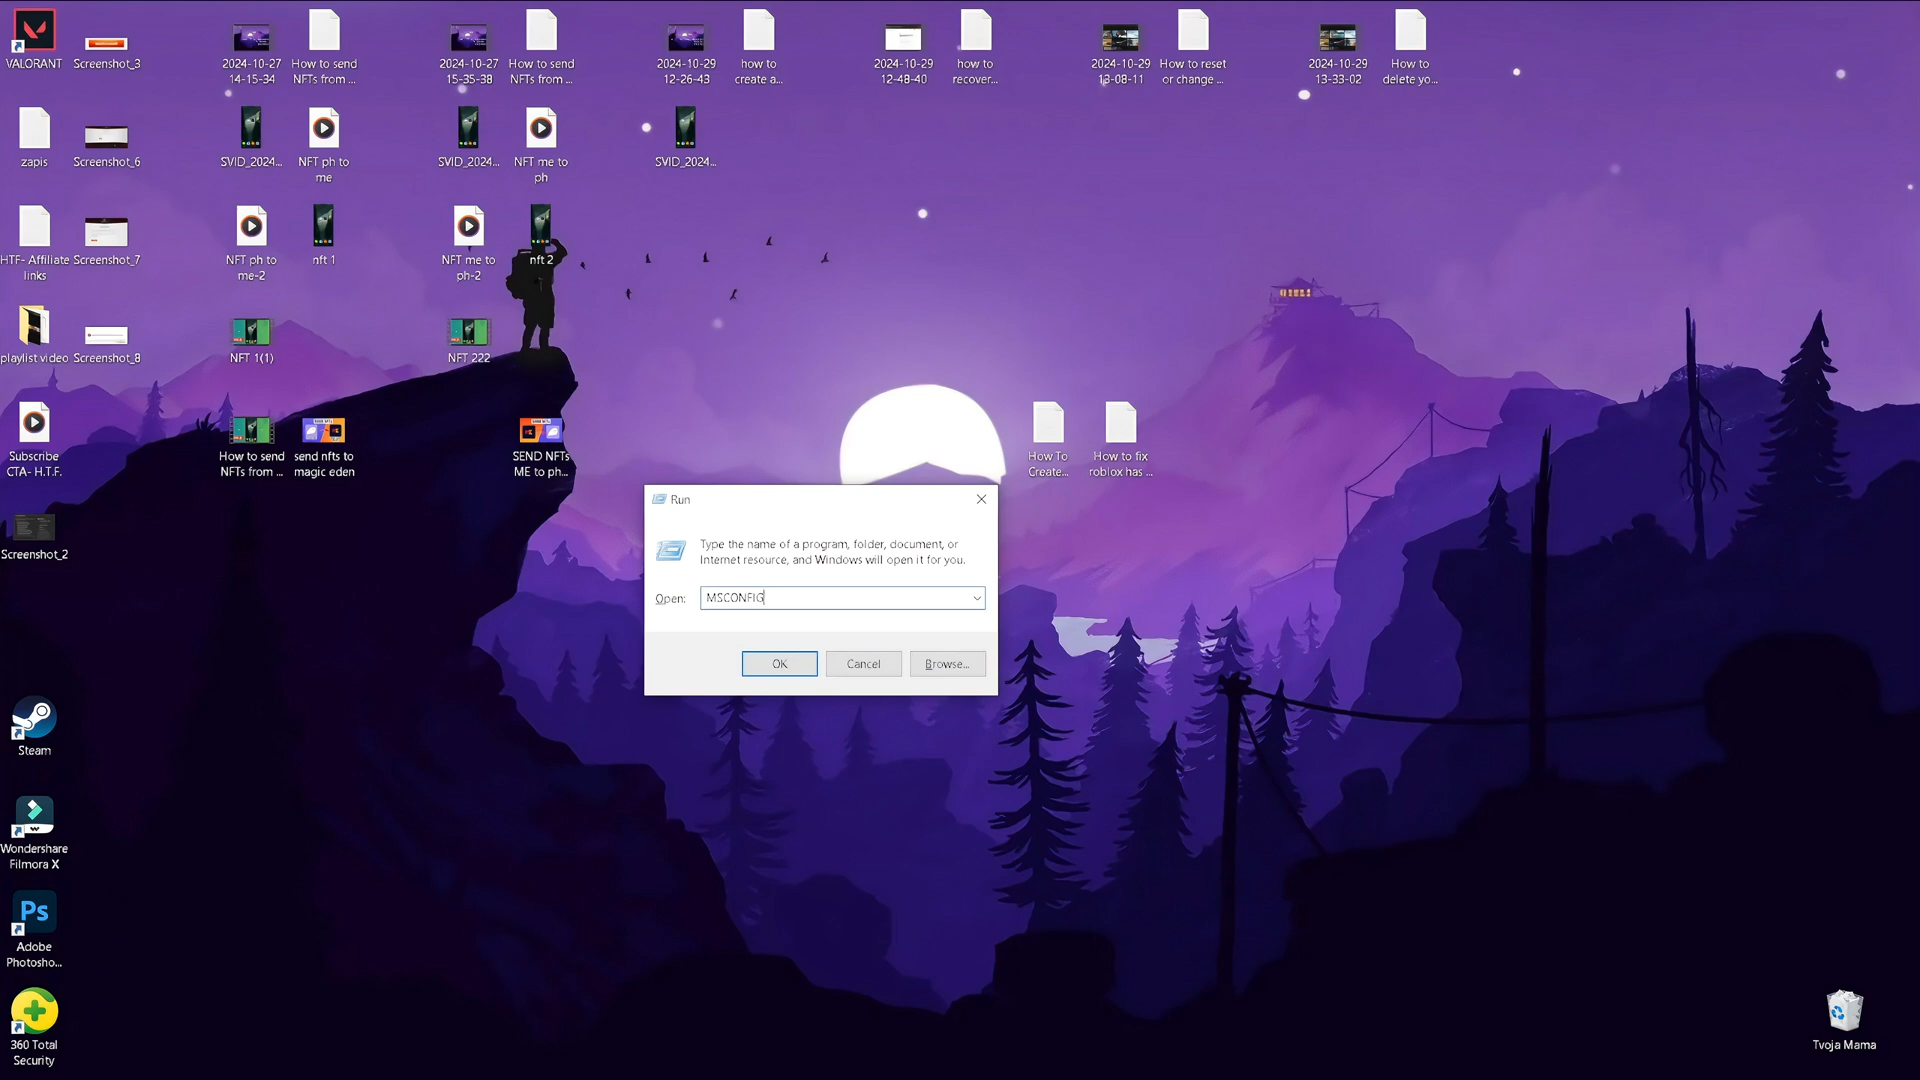 VALORANT
Screenshot_3
2024-10-27
14-15-34
How to send
NFTs from ...
2024-10-27
15-35-38
How to send
NFTs from ...
2024-10-29
12-26-43
how to
create a...
2024-10-29
12-48-40
how to
recover...
2024-10-29
13-08-11
How to reset
or change ...
2024-10-29
13-33-02
How to
delete yo...
zapis
Screenshot_6
SVID_2024...
NFT ph to
me
SVID_2024...
NFT me to
ph
SVID_2024...
HTF- Affiliate
links
Screenshot_7
NFT ph to
me-2
nft 1
NFT me to
ph-2
nft 2
playlist video
Screenshot_8
NFT 1(1)
NFT 222
Subscribe
CTA- H.T.F.
How to send
NFTs from ...
send nfts to
magic eden
SEND NFTs
ME to ph...
How To
Create...
How to fix
roblox has ...
Screenshot_2
Run
Type the name of a program, folder, document, or
Internet resource, and Windows will open it for you.
Open:
MSCONFIG
OK
Cancel
Browse...
Steam
Wondershare
Filmora X
Ps
Adobe
Photosho...
360 Total
Security
Tvoja Mama